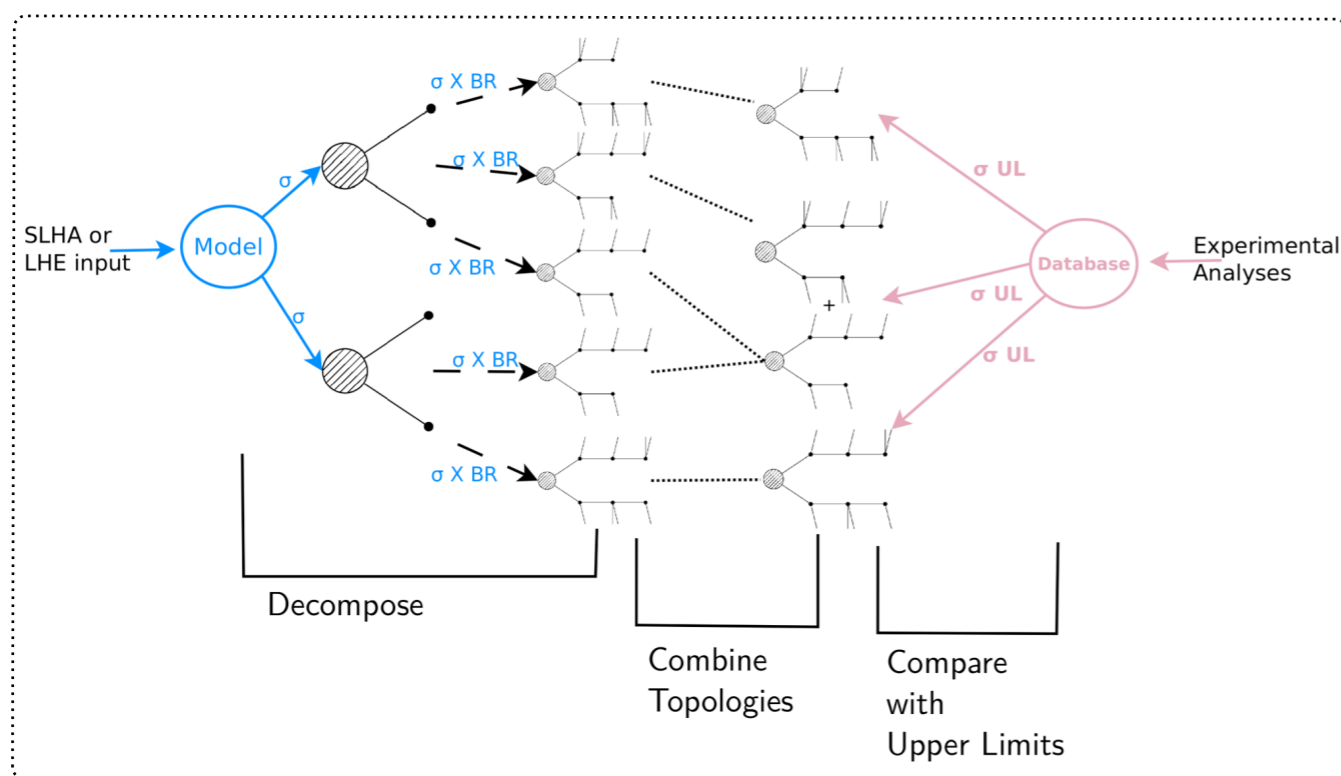 σ X BR
σ X BR
σ
σ UL
SLHA or
LHE input
Model
σ X BR
Database
Experimental
Analyses
σ UL
+
σ
σ X BR
σ UL
σ X BR
Decompose
Combine
Topologies
Compare
with
Upper Limits